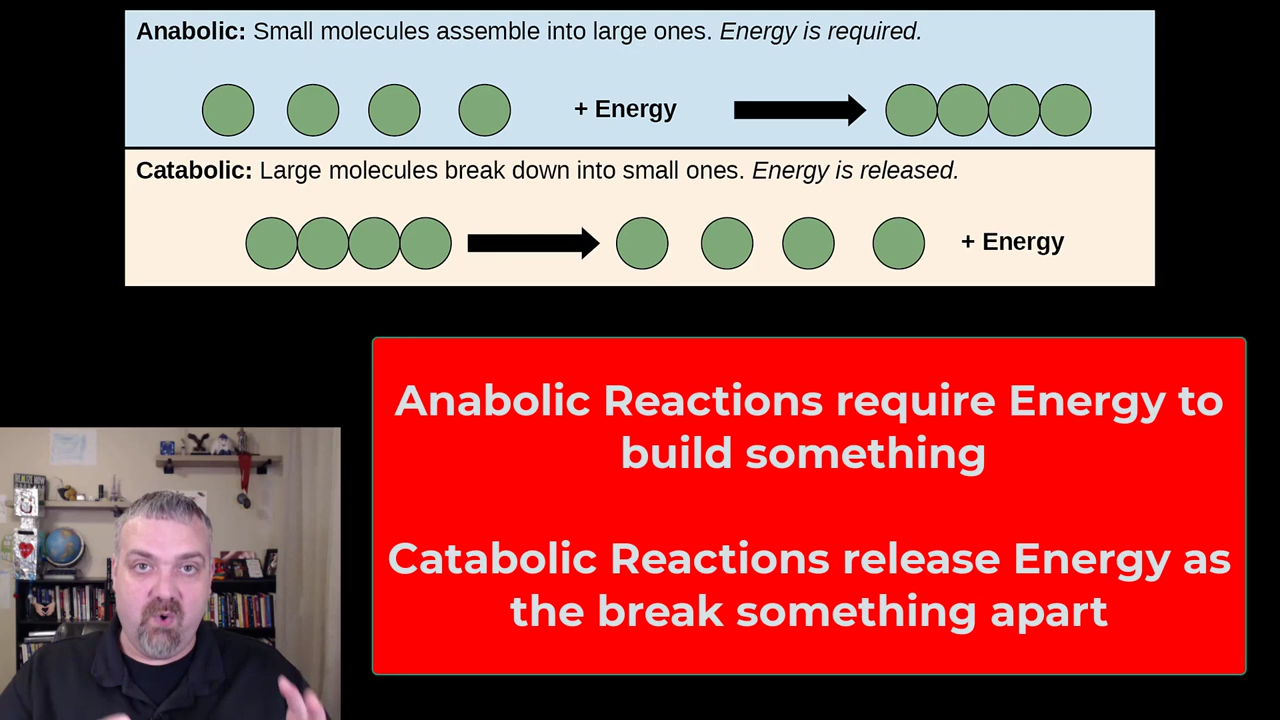 Anabolic: Small molecules assemble into large ones. Energy is required.
+ Energy
Catabolic: Large molecules break down into small ones. Energy is released.
+ Energy
Anabolic Reactions require Energy to
build something
Catabolic Reactions release Energy as
the break something apart